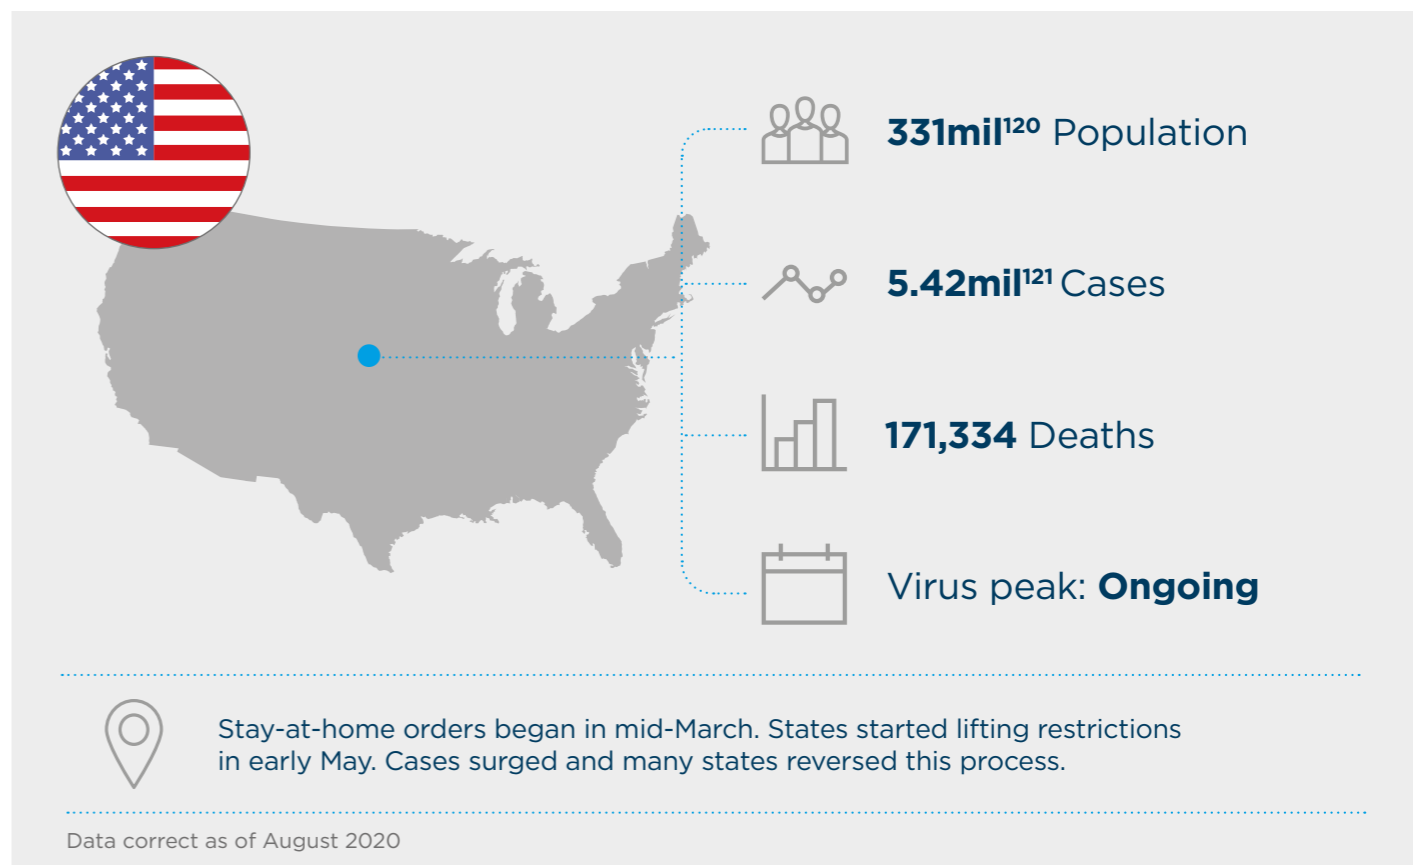 331mil¹²⁰ Population
5.42mil¹²¹ Cases
171,334 Deaths
Virus peak: Ongoing
Stay-at-home orders began in mid-March. States started lifting restrictions
in early May. Cases surged and many states reversed this process.
Data correct as of August 2020